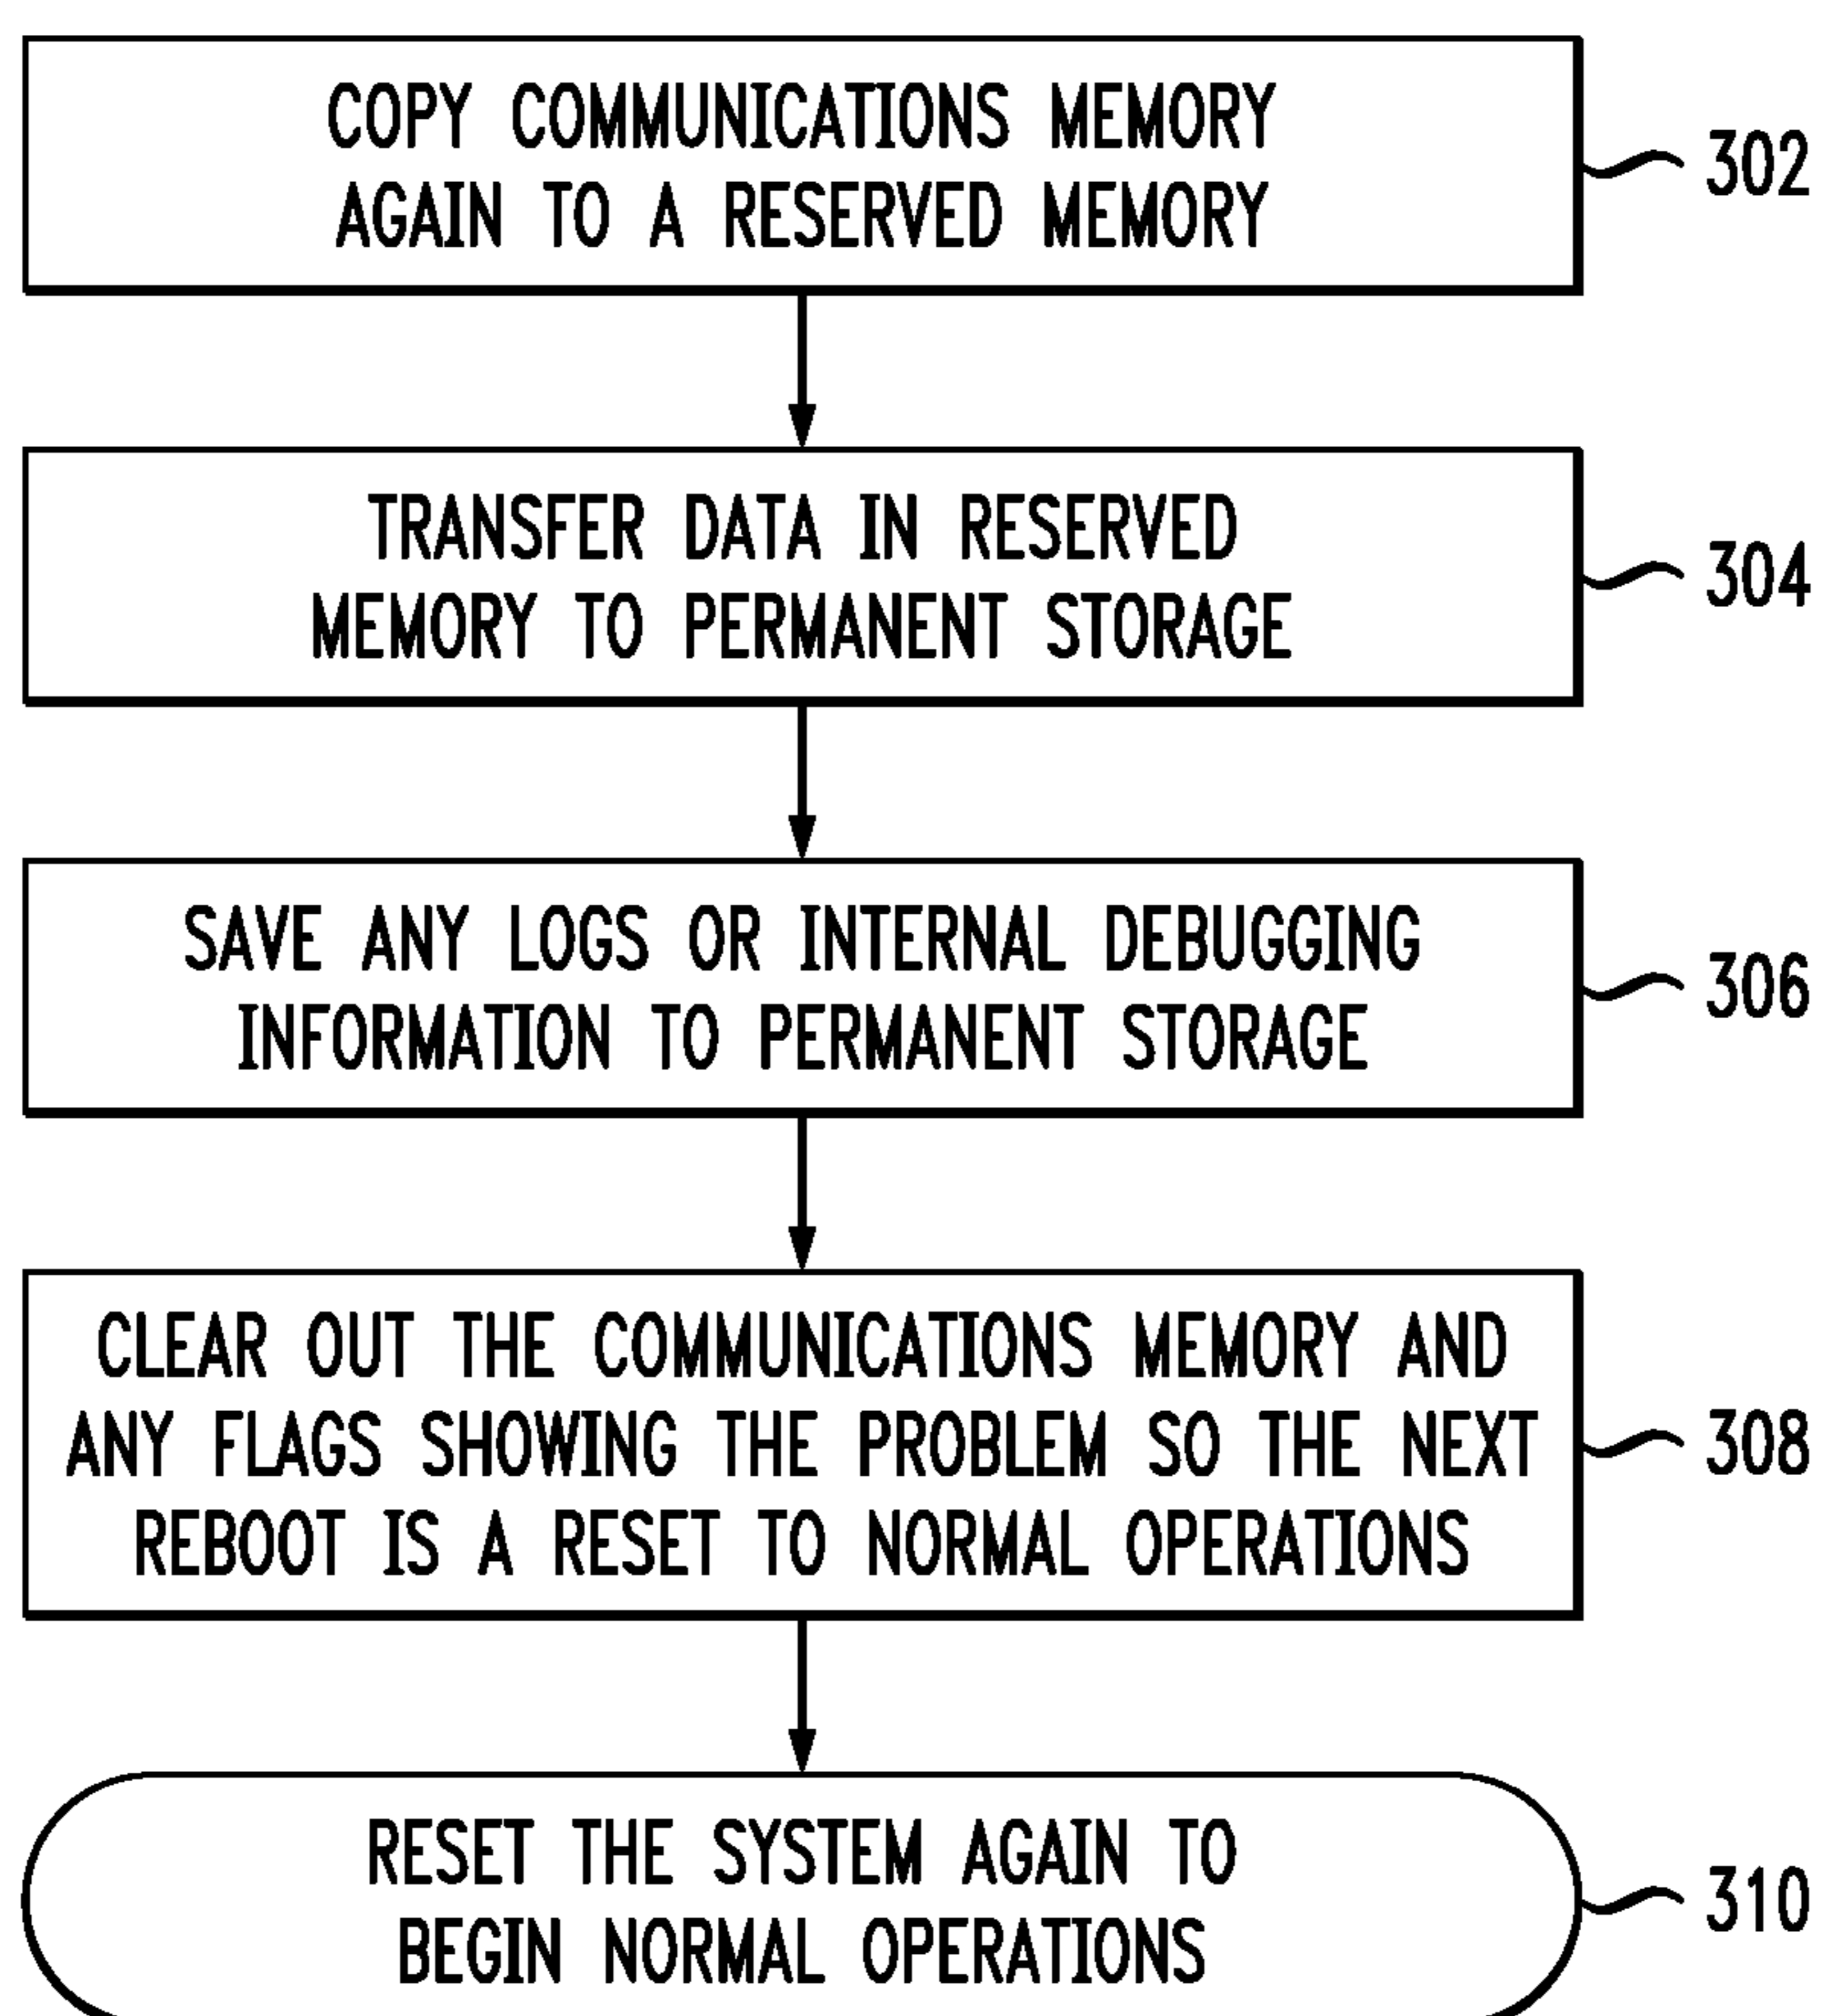 COPY COMMUNICATIONS MEMORY
AGAIN TO A RESERVED MEMORY
302
TRANSFER DATA IN RESERVED
MEMORY TO PERMANENT STORAGE
304
SAVE ANY LOGS OR INTERNAL DEBUGGING
INFORMATION TO PERMANENT STORAGE
306
CLEAR OUT THE COMMUNICATIONS MEMORY AND
ANY FLAGS SHOWING THE PROBLEM SO THE NEXT
REBOOT IS A RESET TO NORMAL OPERATIONS
308
RESET THE SYSTEM AGAIN TO
BEGIN NORMAL OPERATIONS
310